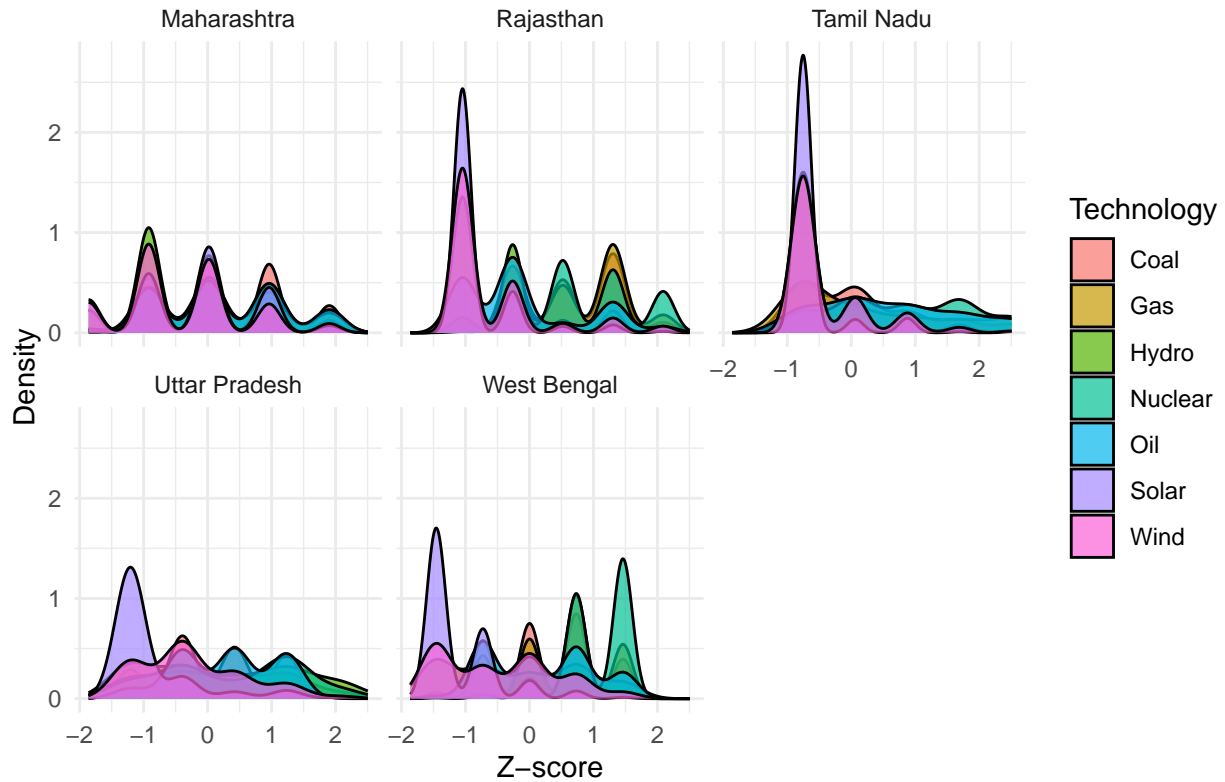 Maharashtra
Rajasthan
Tamil Nadu
2
1
0
−2 −1 0 1 2
Uttar Pradesh
West Bengal
2
1
0
−2 −1 0 1 2
−2 −1 0 1 2
Density
Z−score
Technology
Coal
Gas
Hydro
Nuclear
Oil
Solar
Wind